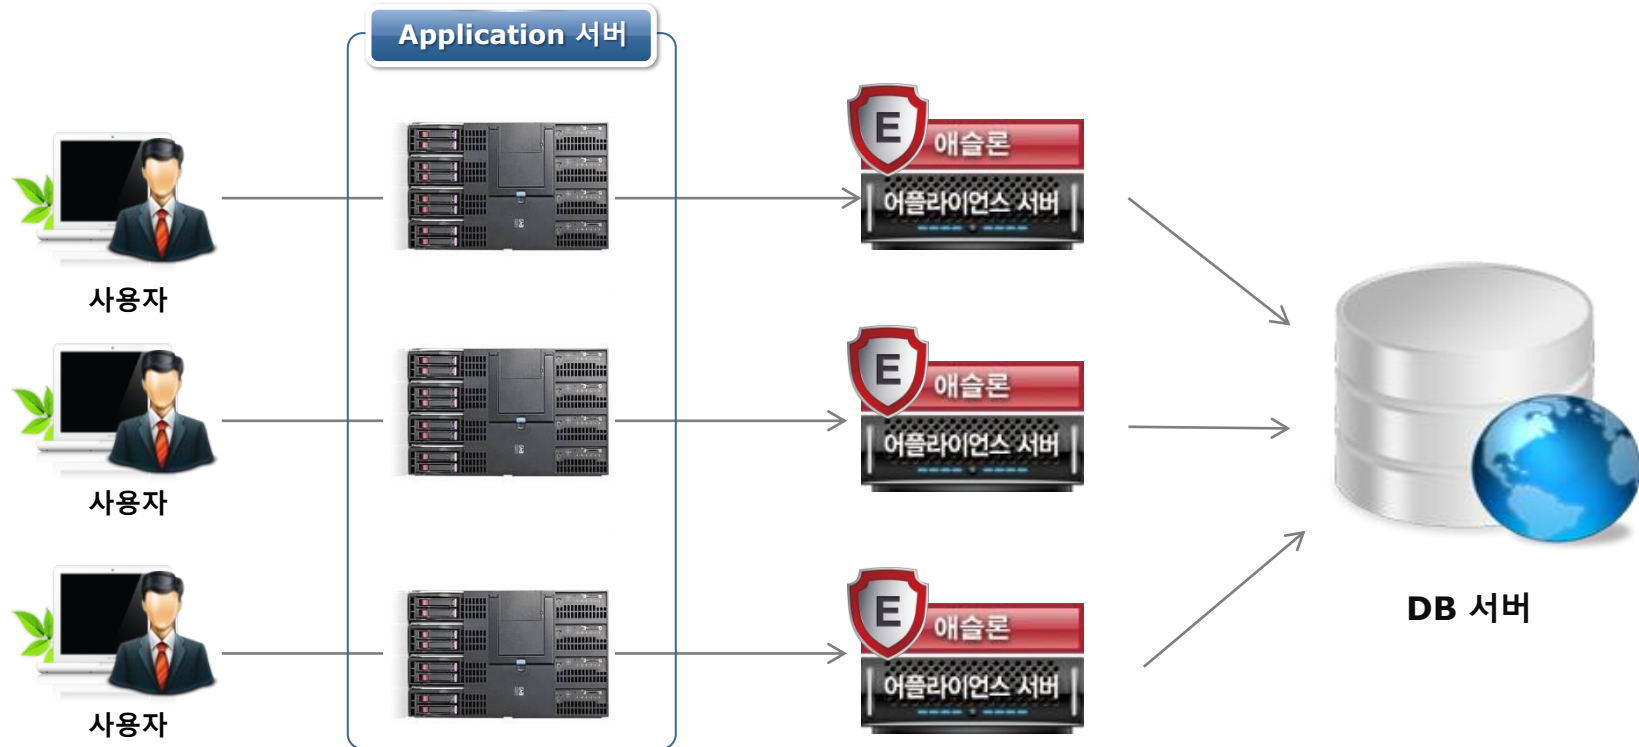 Application 서버
E
애슬론
어플라이언스 서버
사용자
E
애슬론
어플라이언스 서버
사용자
DB 서버
E
애슬론
어플라이언스 서버
사용자